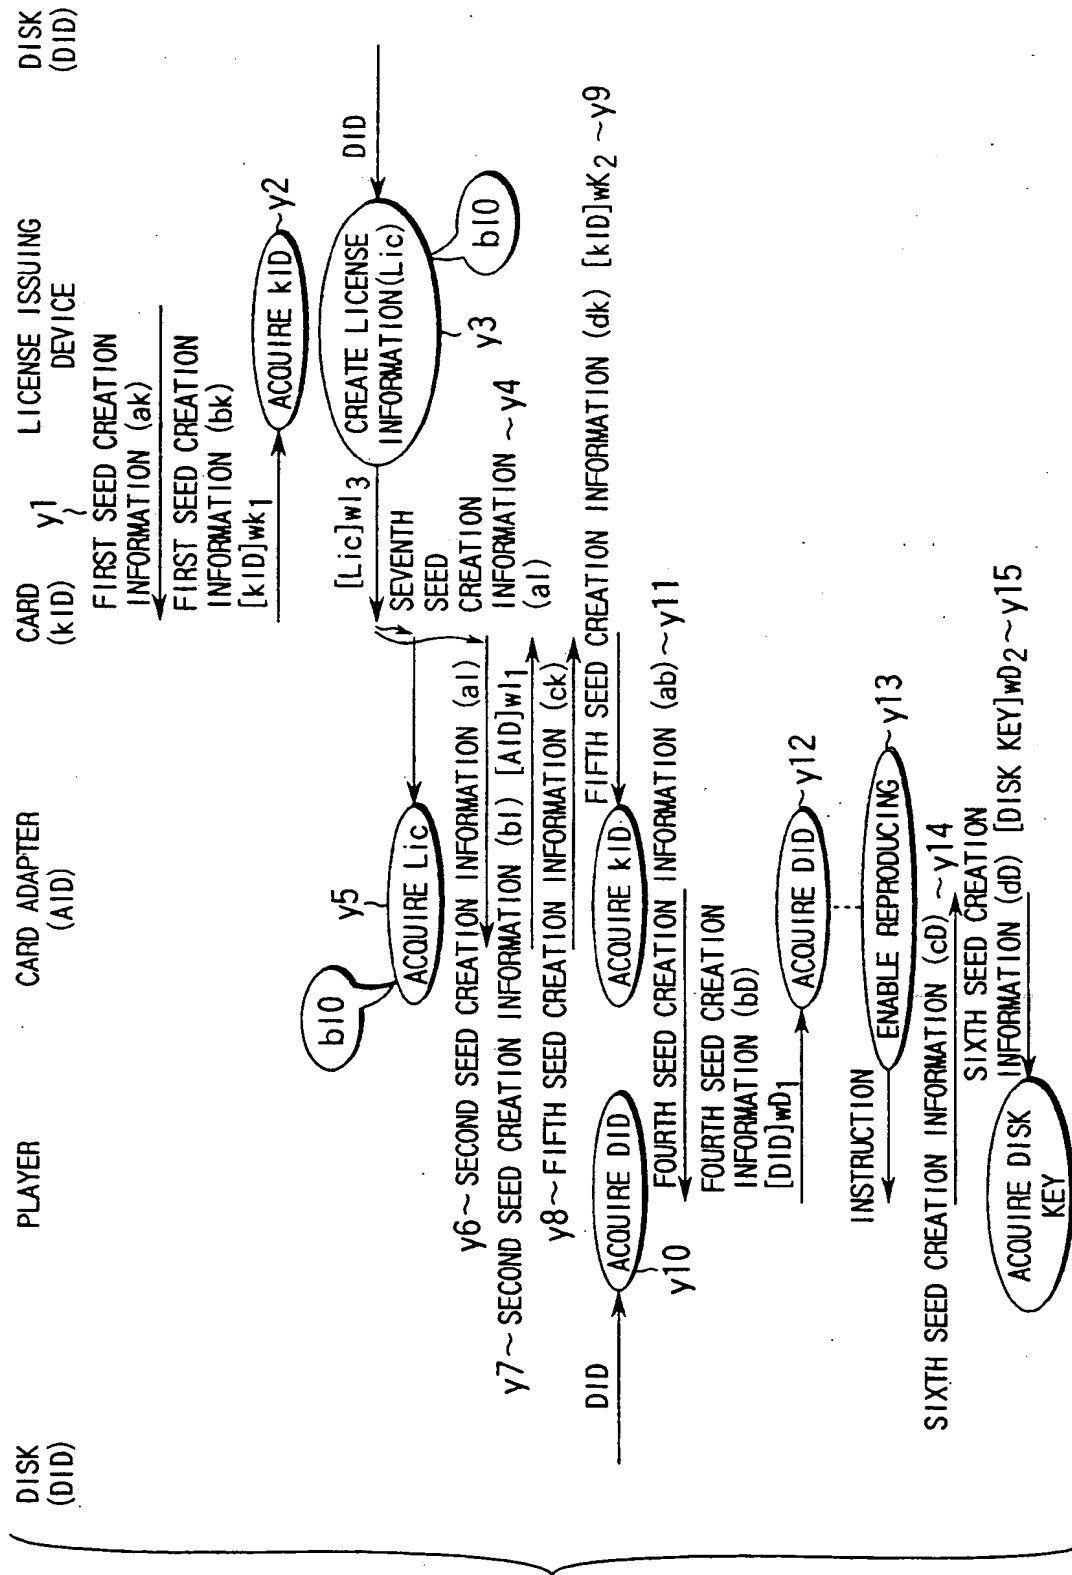 DISK
(DID)
PLAYER
CARD ADAPTER
(AID)
CARD
(kID)
LICENSE ISSUING
DEVICE
DISK
(DID)
y1
FIRST SEED CREATION
INFORMATION (ak)
FIRST SEED CREATION
INFORMATION (bk)
[kID]wk1
ACQUIRE kID
~y2
DID
CREATE LICENSE
INFORMATION(Lic)
b10
y3
[Lic]wI3
SEVENTH
SEED
CREATION
INFORMATION ~y4
(aI)
b10
y5
ACQUIRE Lic
y6~SECOND SEED CREATION INFORMATION (aI)
y7~SECOND SEED CREATION INFORMATION (bI) [AID]wI1
y8~FIFTH SEED CREATION INFORMATION (ck)
FIFTH SEED CREATION INFORMATION (dk) [kID]wK2~y9
DID
ACQUIRE DID
y10
ACQUIRE kID
FOURTH SEED CREATION INFORMATION (ab)~y11
FOURTH SEED CREATION
INFORMATION (bD)
[DID]wD1
ACQUIRE DID
~y12
INSTRUCTION
ENABLE REPRODUCING
~y13
SIXTH SEED CREATION INFORMATION (cD)~y14
SIXTH SEED CREATION
INFORMATION (dD) [DISK KEY]wD2~y15
ACQUIRE DISK
KEY